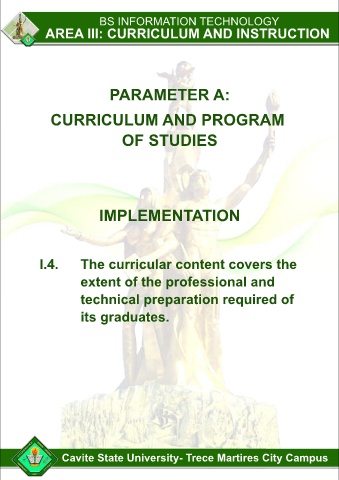 BS INFORMATION TECHNOLOGY
AREA III: CURRICULUM AND INSTRUCTION
PARAMETER A:
CURRICULUM AND PROGRAM
OF STUDIES
IMPLEMENTATION
I.4. The curricular content covers the
extent of the professional and
technical preparation required of
its graduates.
Cavite State University- Trece Martires City Campus